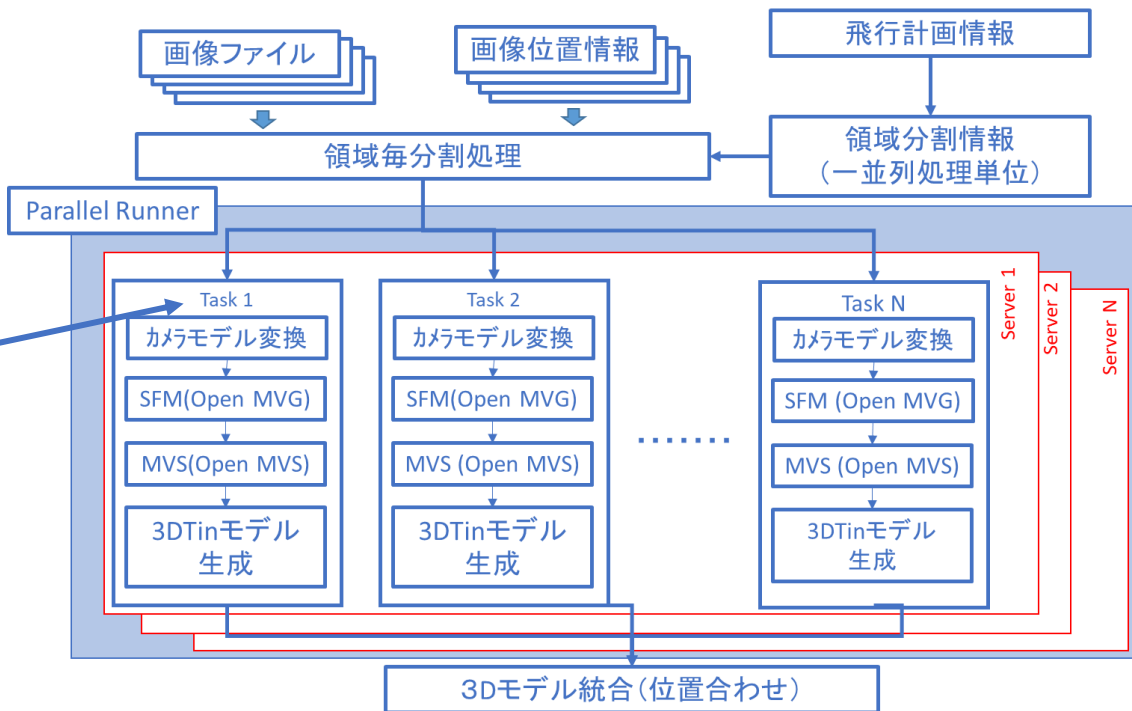 画像ファイル
画像位置情報
飛行計画情報
領域毎分割処理
領域分割情報
（一並列処理単位）
Parallel Runner
Server 1
Server 2
Server N
Task 1
カメラモデル変換
SFM(Open MVG)
MVS(Open MVS)
3DTinモデル
生成
Task 2
カメラモデル変換
SFM(Open MVG)
MVS (Open MVS)
3DTinモデル
生成
........
Task N
カメラモデル変換
SFM (Open MVG)
MVS (Open MVS)
3DTinモデル
生成
３Dモデル統合（位置合わせ）